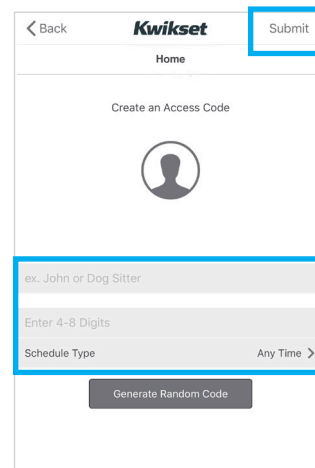 Back Kwikset Submit
Home
Create an Access Code
ex. John or Dog Sitter
Enter 4-8 Digits
Schedule Type Any Time
Generate Random Code